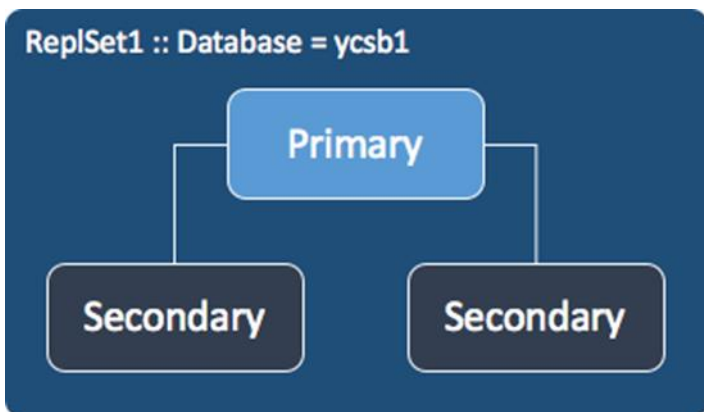 ReplSet1 :: Database = ycsb1
Primary
Secondary
Secondary